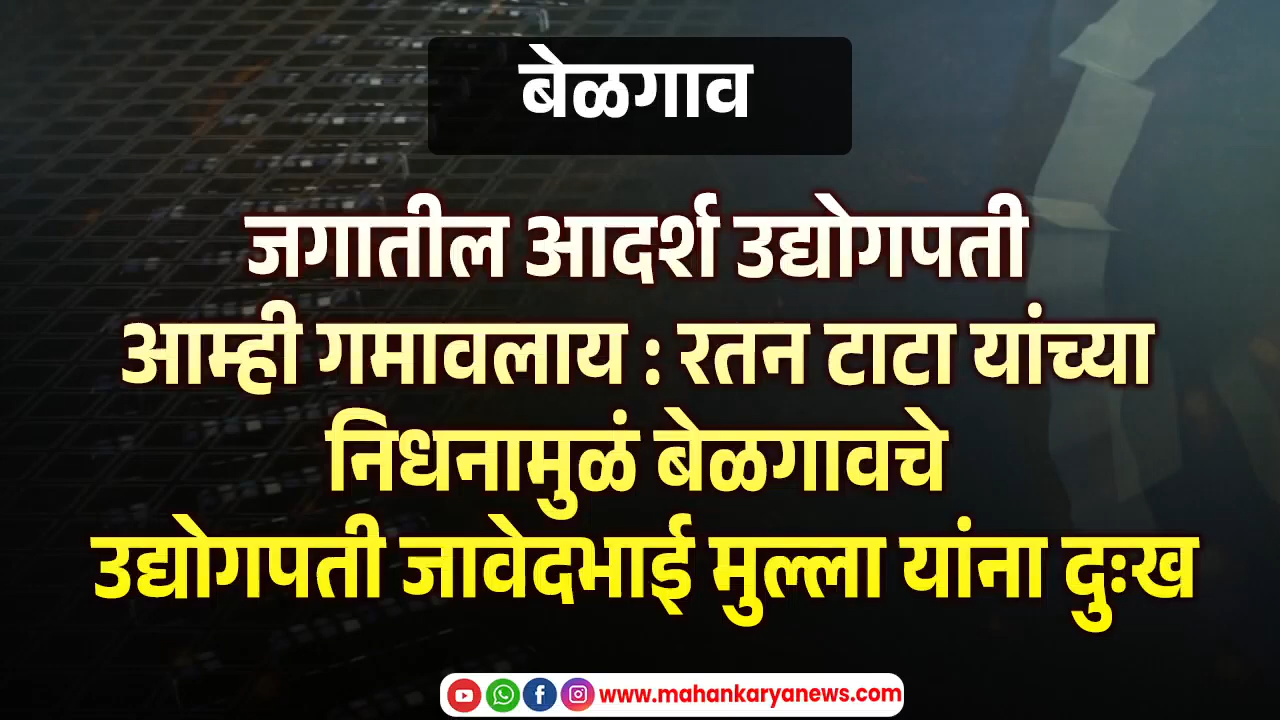 बेळगाव
जगातील आदर्श उद्योगपती
आम्ही गमावलाय : रतन टाटा यांच्या
निधनामुळं बेळगावचे
उद्योगपती जावेदभाई मुल्ला यांना दुःख
www.mahankaryanews.com